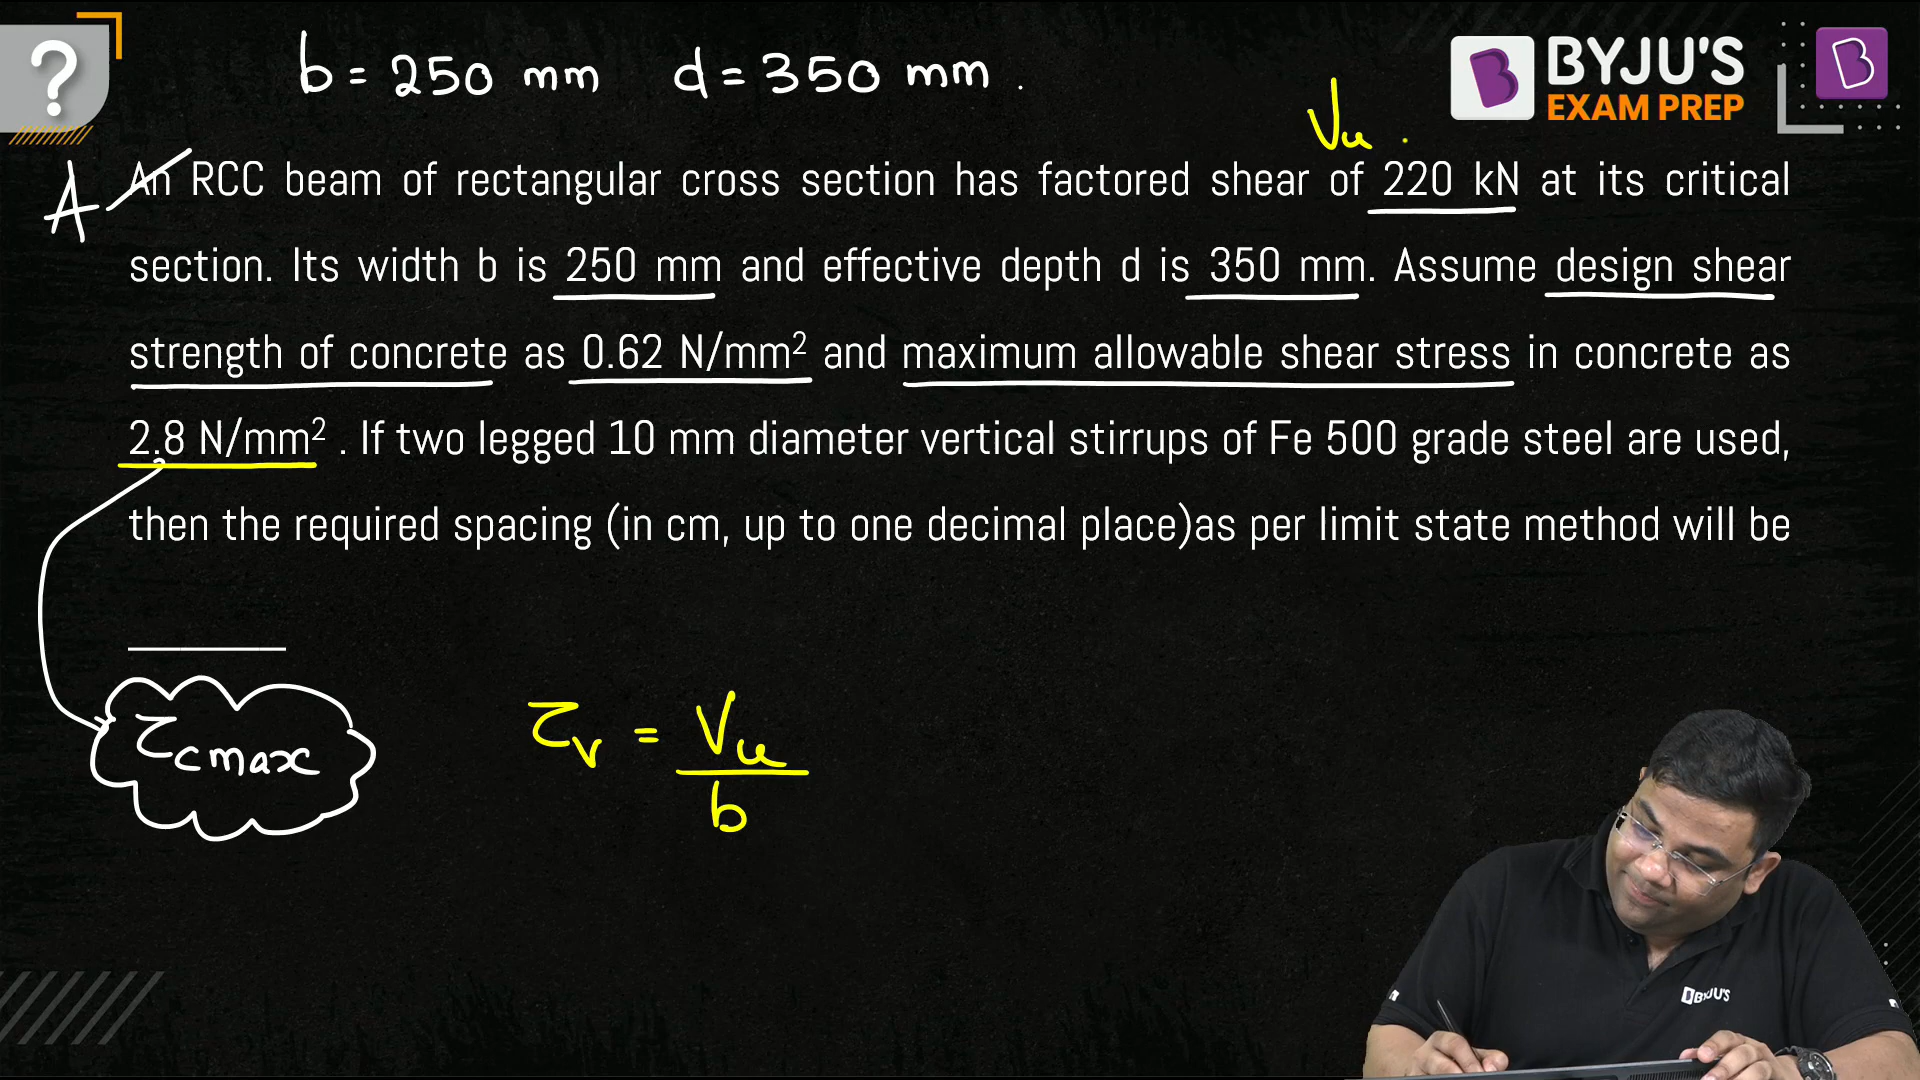 b = 250 mm d = 350 mm .
BYJU'S
EXAM PREP
Vu .
A
An RCC beam of rectangular cross section has factored shear of 220 kN at its critical
section. Its width b is 250 mm and effective depth d is 350 mm. Assume design shear
strength of concrete as 0.62 N/mm² and maximum allowable shear stress in concrete as
2.8 N/mm² . If two legged 10 mm diameter vertical stirrups of Fe 500 grade steel are used,
then the required spacing (in cm, up to one decimal place)as per limit state method will be
________
τcmax
τv = Vu / b
BYJU'S